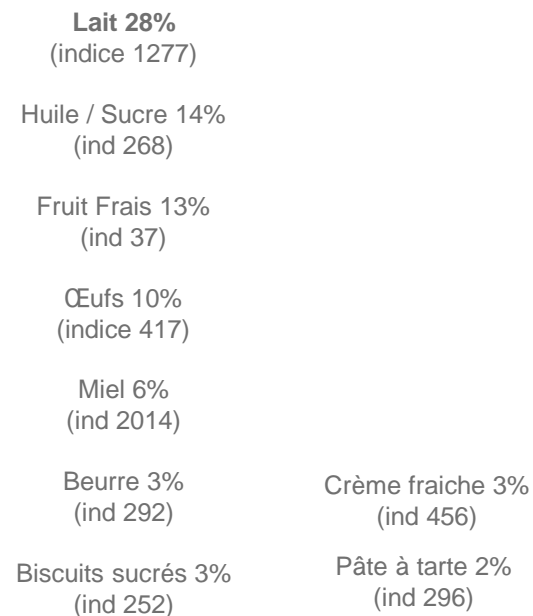 Lait 28%
(indice 1277)
Huile / Sucre 14%
(ind 268)
Fruit Frais 13%
(ind 37)
Œufs 10%
(indice 417)
Miel 6%
(ind 2014)
Beurre 3%
(ind 292)
Crème fraiche 3%
(ind 456)
Biscuits sucrés 3%
(ind 252)
Pâte à tarte 2%
(ind 296)